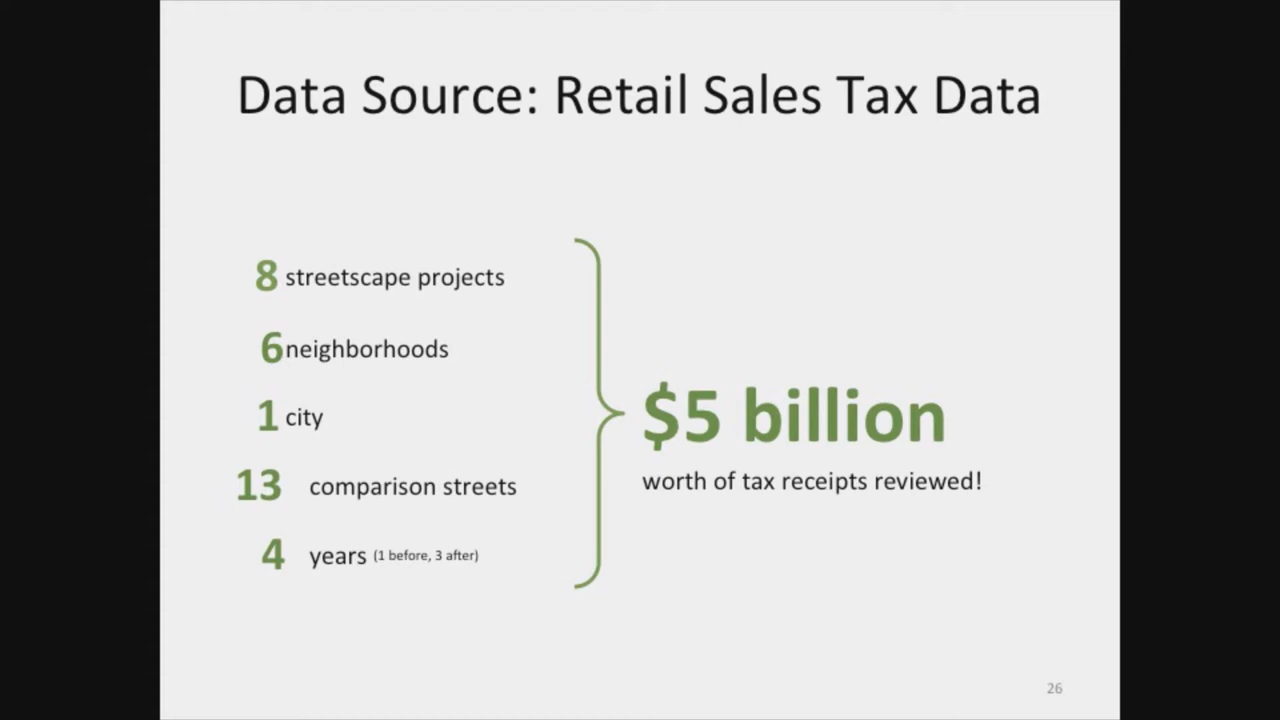 Data Source: Retail Sales Tax Data
8 streetscape projects
6 neighborhoods
1 city
13 comparison streets
4 years (1 before, 3 after)
$5 billion
worth of tax receipts reviewed!
26